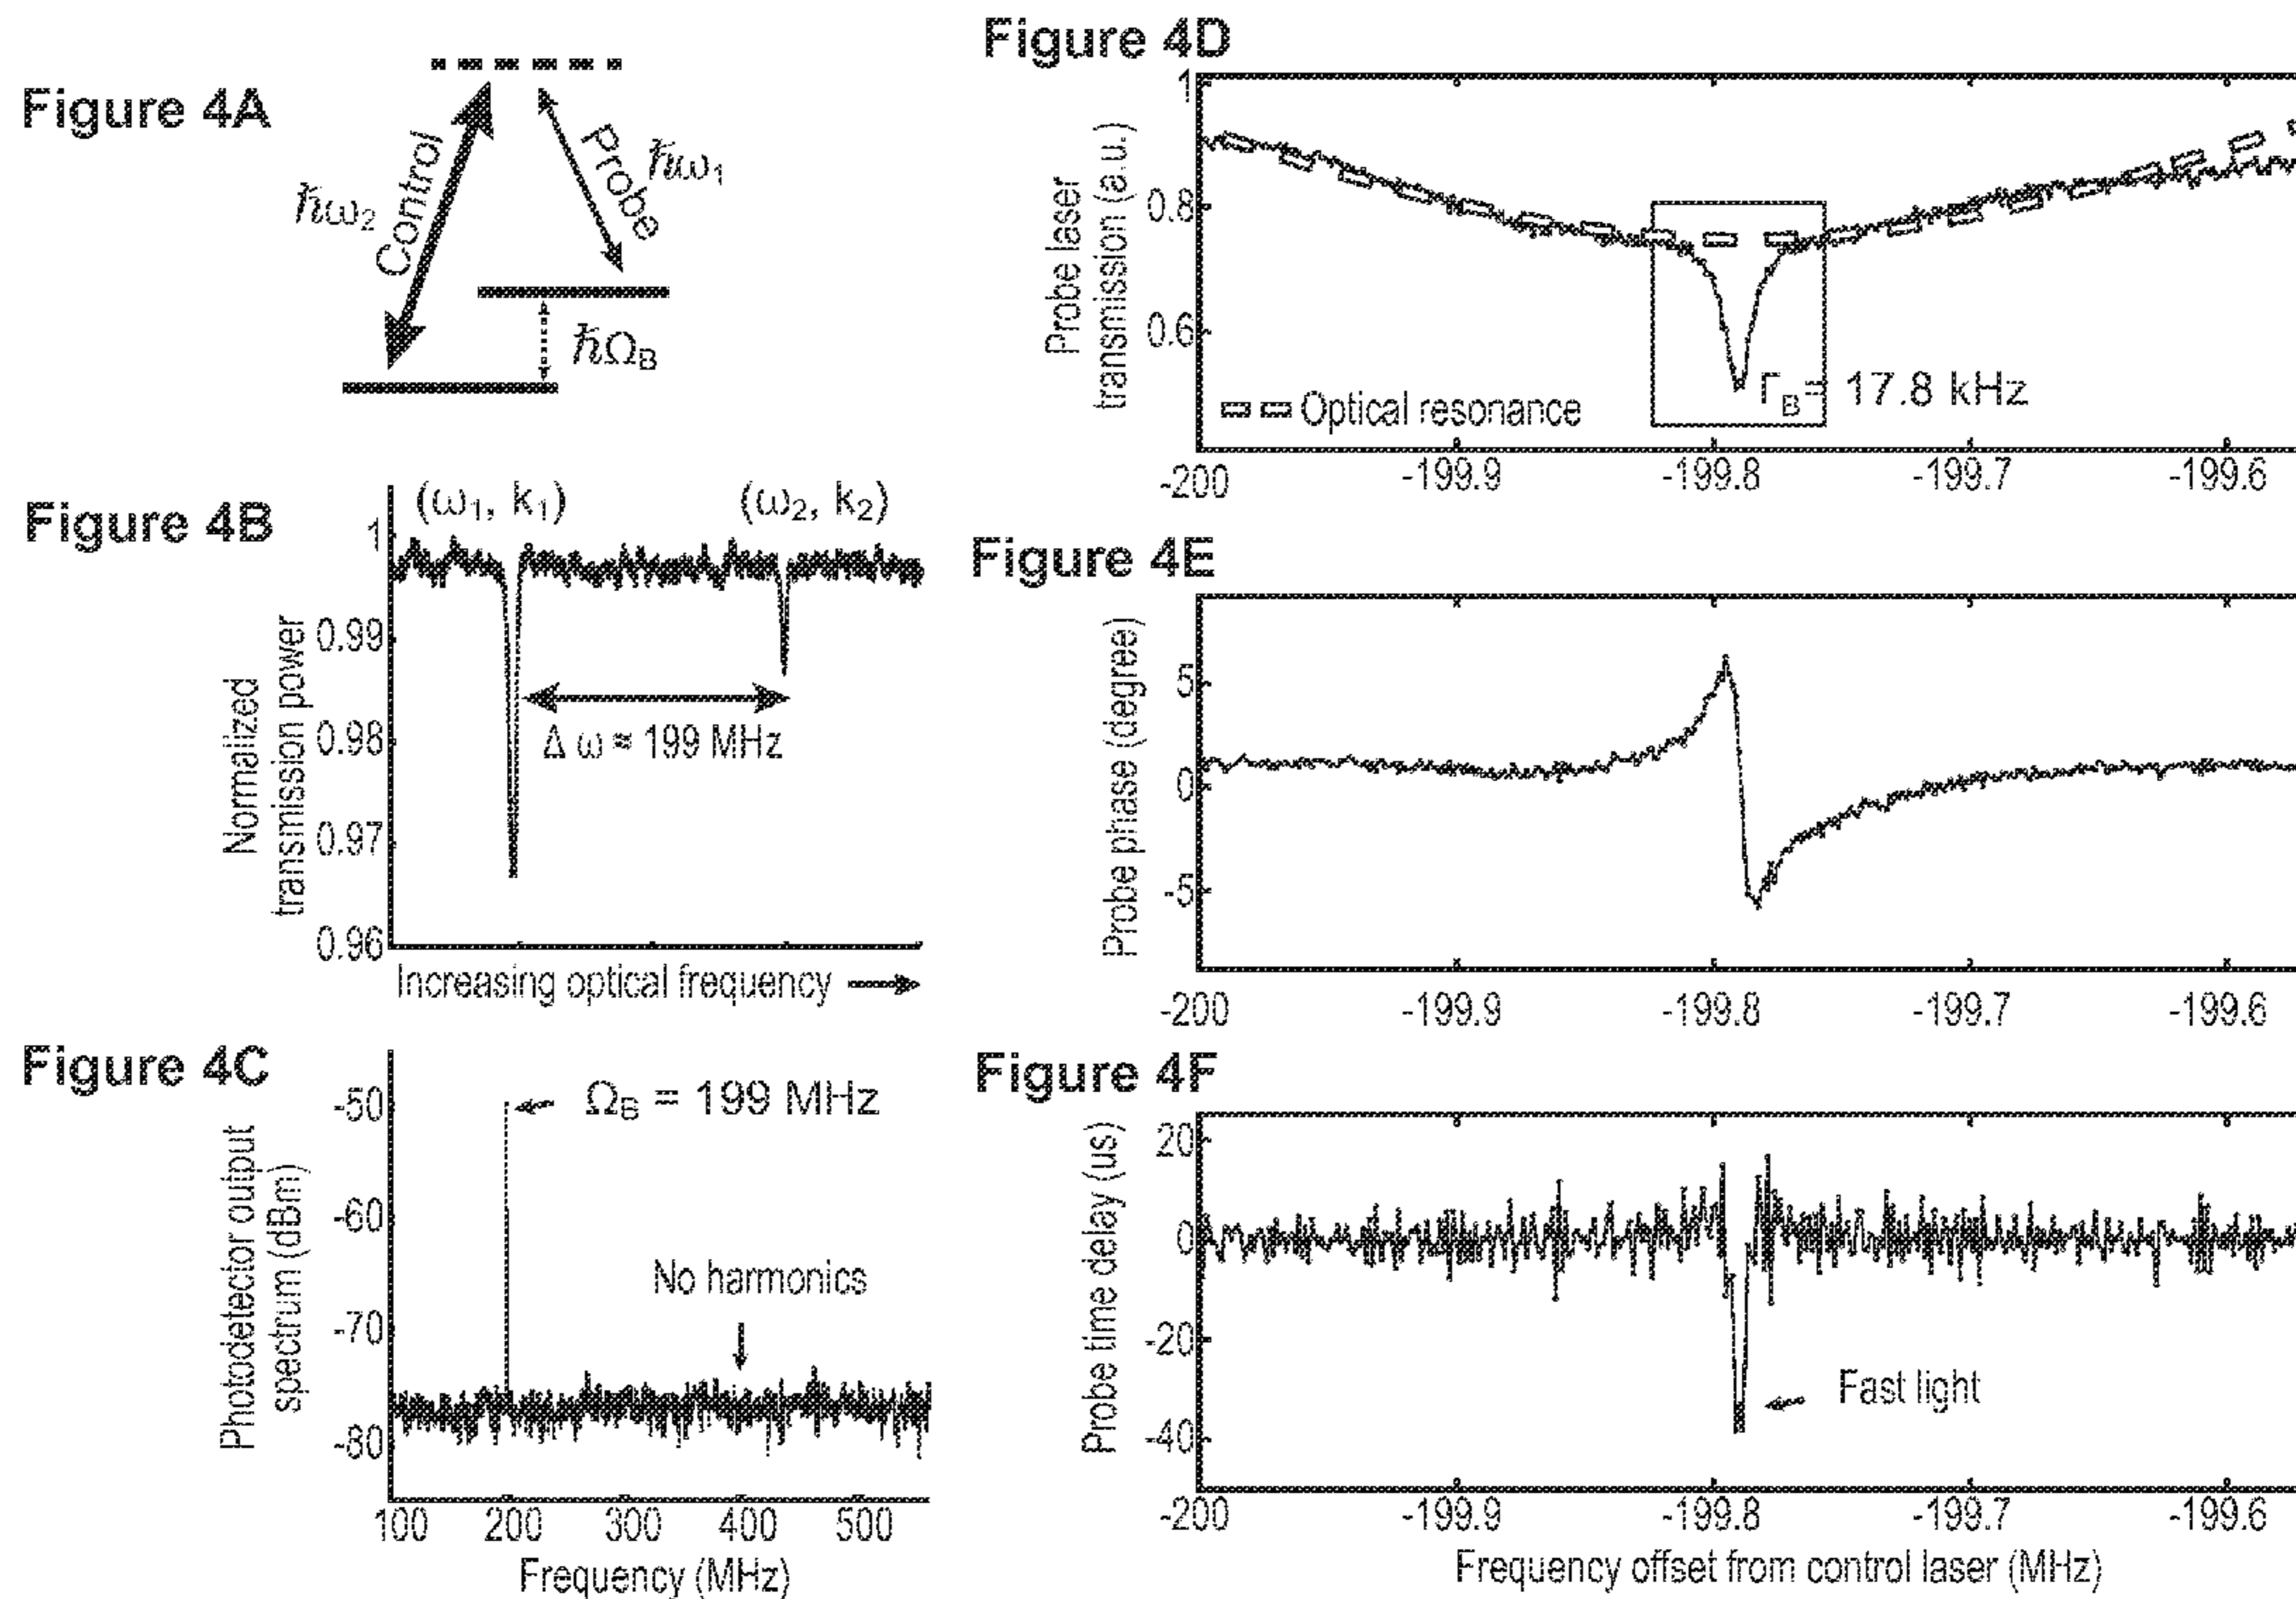 Figure 4A
Control
ℏω2
Probe
ℏω1
ℏΩB
Figure 4B
(ω1, k1)
(ω2, k2)
Normalized
transmission power
1
0.99
0.98
0.97
0.96
Δ ω ≈ 199 MHz
Increasing optical frequency
Figure 4C
Photodetector output
spectrum (dBm)
-50
-60
-70
-80
ΩB = 199 MHz
No harmonics
100 200 300 400 500
Frequency (MHz)
Figure 4D
Probe laser
transmission (a.u.)
1
0.8
0.6
Optical resonance
ΓB = 17.8 kHz
-200 -199.9 -199.8 -199.7 -199.6
Figure 4E
Probe phase (degree)
5
0
-5
-200 -199.9 -199.8 -199.7 -199.6
Figure 4F
Probe time delay (us)
20
0
-20
-40
Fast light
-200 -199.9 -199.8 -199.7 -199.6
Frequency offset from control laser (MHz)